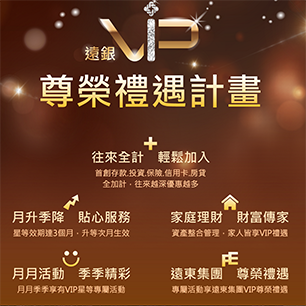 遠銀 VIP
尊榮禮遇計畫
往來全計 輕鬆加入
首創存款.投資.保險.信用卡.房貸
全加計，往來越深優惠越多
月升季降 貼心服務
星等效期達3個月，升等次月生效
家庭理財 財富傳家
資產整合管理，家人皆享VIP禮遇
月月活動 季季精彩
月月季季享有VIP星等專屬活動
遠東集團 尊榮禮遇
專屬活動享遠東集團VIP尊榮禮遇